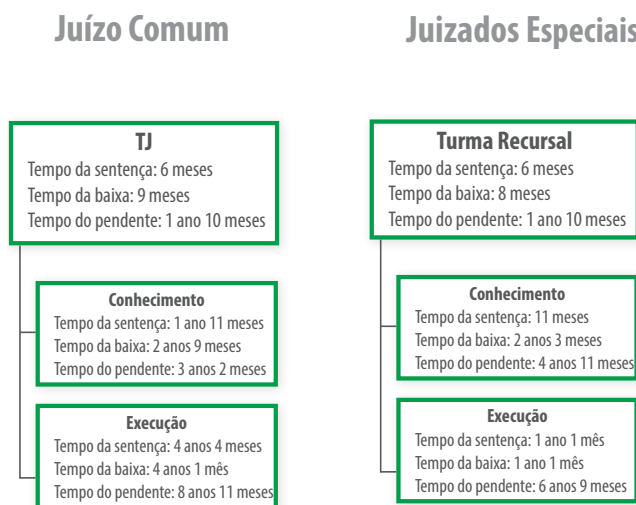 Juízo Comum
Juizados Especiais
TJ
Tempo da sentença: 6 meses
Tempo da baixa: 9 meses
Tempo do pendente: 1 ano 10 meses
Conhecimento
Tempo da sentença: 1 ano 11 meses
Tempo da baixa: 2 anos 9 meses
Tempo do pendente: 3 anos 2 meses
Execução
Tempo da sentença: 4 anos 4 meses
Tempo da baixa: 4 anos 1 mês
Tempo do pendente: 8 anos 11 meses
Turma Recursal
Tempo da sentença: 6 meses
Tempo da baixa: 8 meses
Tempo do pendente: 1 ano 10 meses
Conhecimento
Tempo da sentença: 11 meses
Tempo da baixa: 2 anos 3 meses
Tempo do pendente: 4 anos 11 meses
Execução
Tempo da sentença: 1 ano 1 mês
Tempo da baixa: 1 ano 1 mês
Tempo do pendente: 6 anos 9 meses